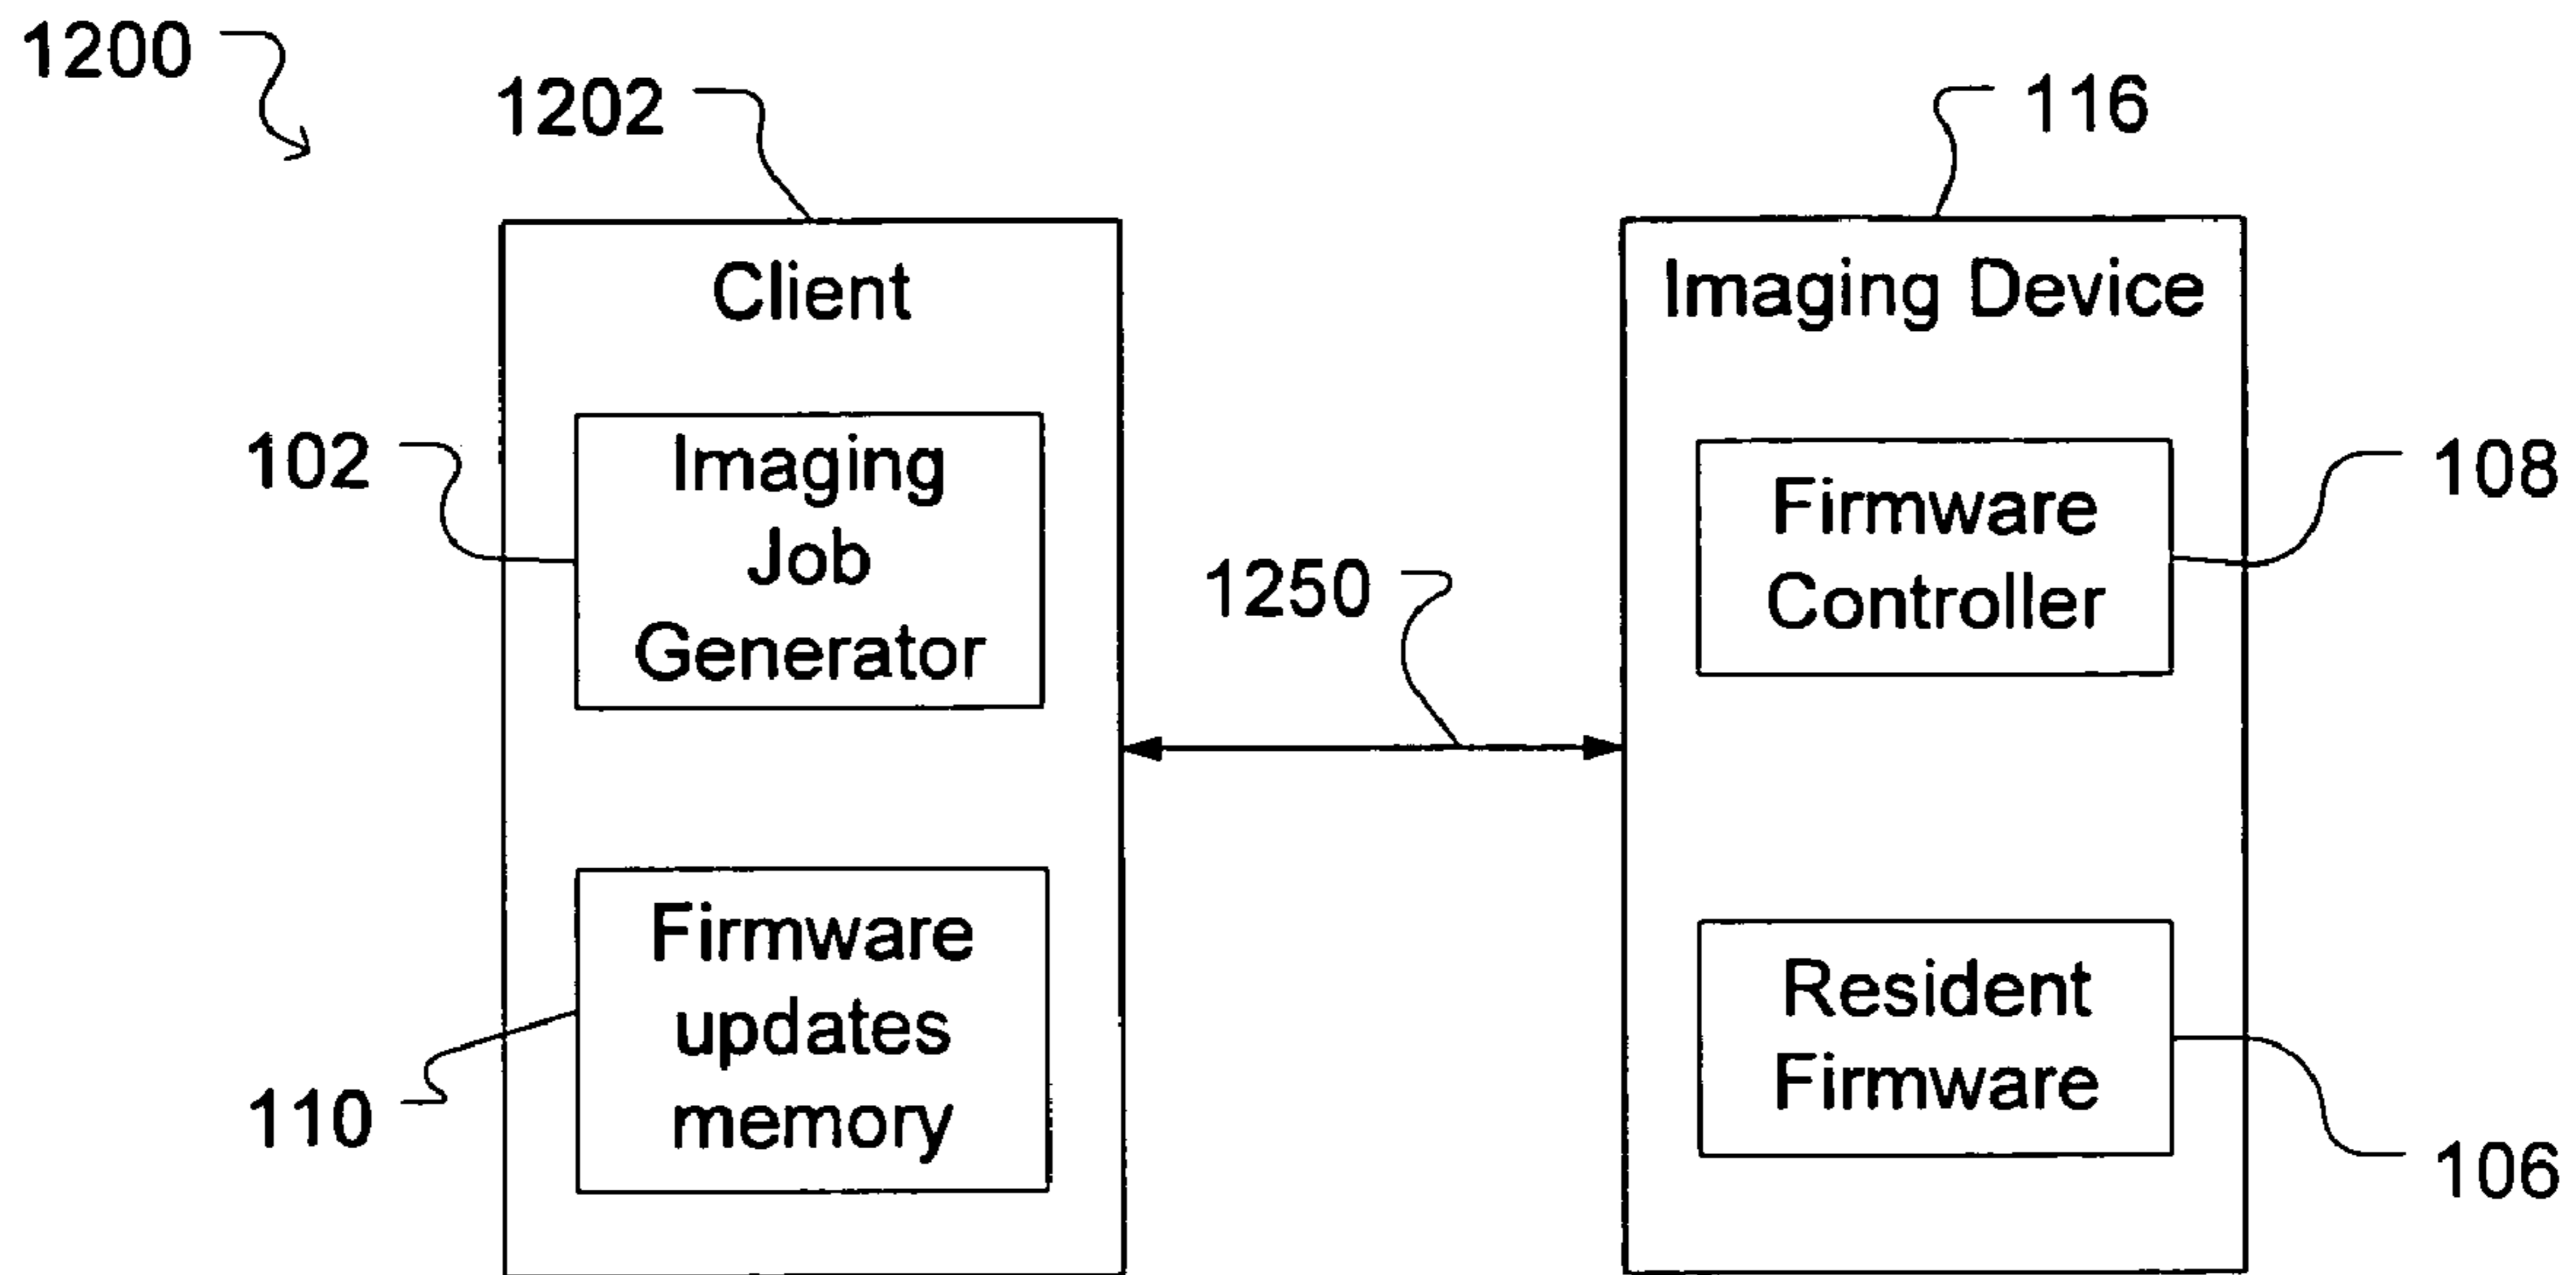 1200
1202
116
Client
Imaging Device
102
Imaging
Job
Generator
Firmware
Controller
108
1250
110
Firmware
updates
memory
Resident
Firmware
106